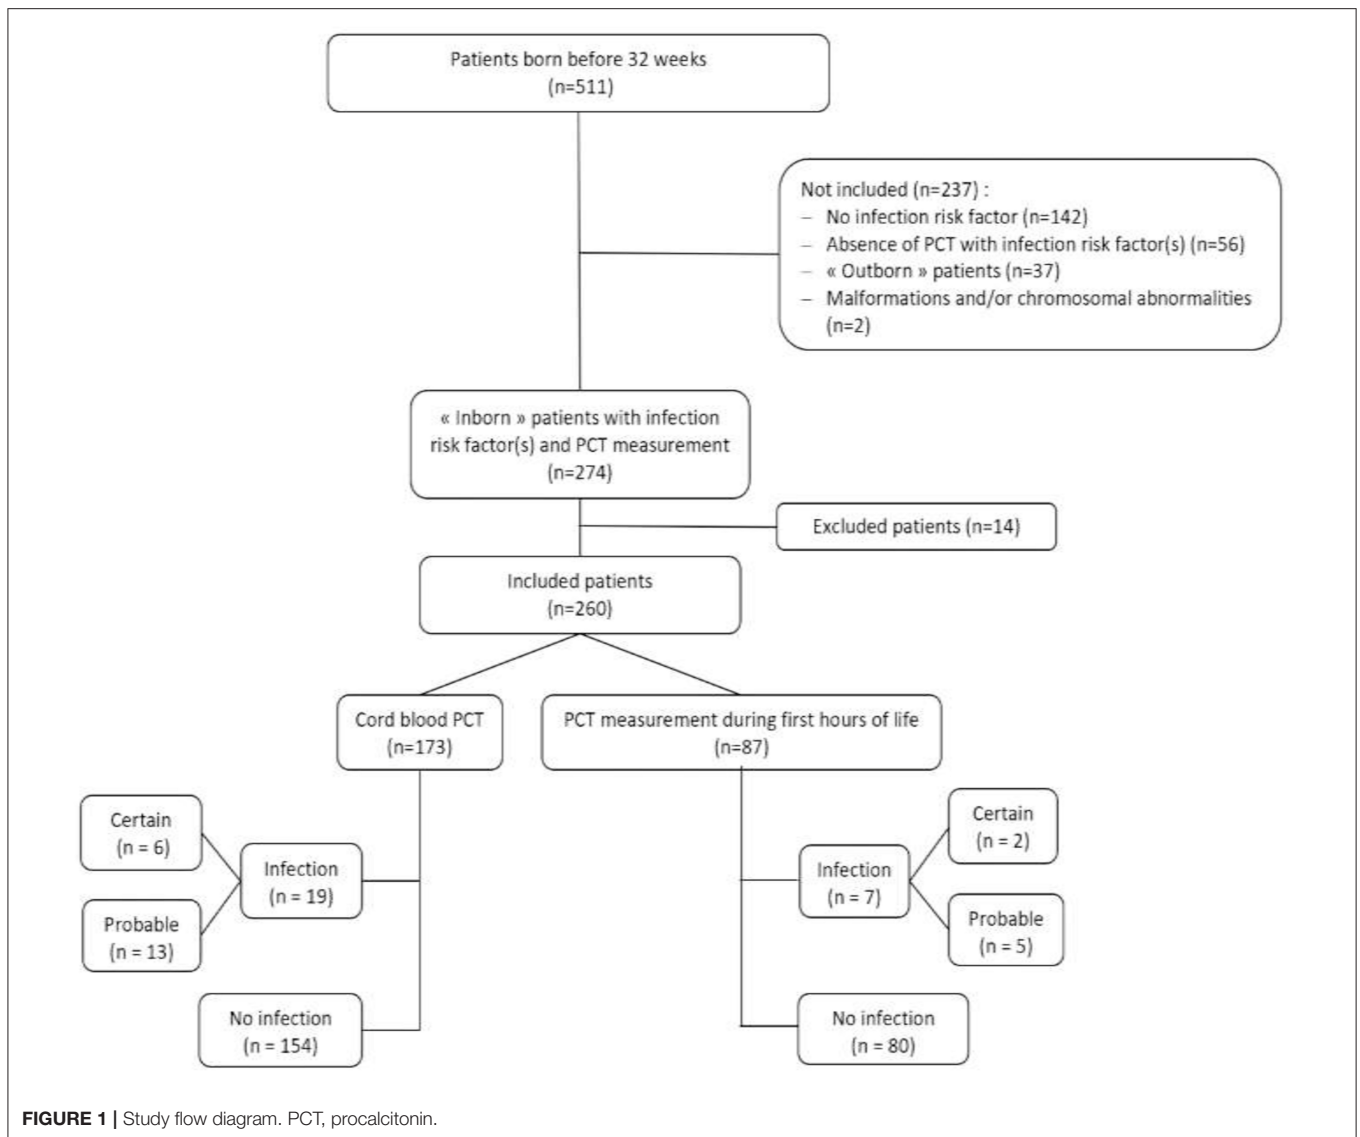 Patients born before 32 weeks
(n=511)
Not included (n=237) :
– No infection risk factor (n=142)
– Absence of PCT with infection risk factor(s) (n=56)
– « Outborn » patients (n=37)
– Malformations and/or chromosomal abnormalities
(n=2)
« Inborn » patients with infection
risk factor(s) and PCT measurement
(n=274)
Excluded patients (n=14)
Included patients
(n=260)
Cord blood PCT
(n=173)
PCT measurement during first hours of life
(n=87)
Certain
(n = 6)
Infection
(n = 19)
Probable
(n = 13)
No infection
(n = 154)
Certain
(n = 2)
Infection
(n = 7)
Probable
(n = 5)
No infection
(n = 80)
FIGURE 1 | Study flow diagram. PCT, procalcitonin.